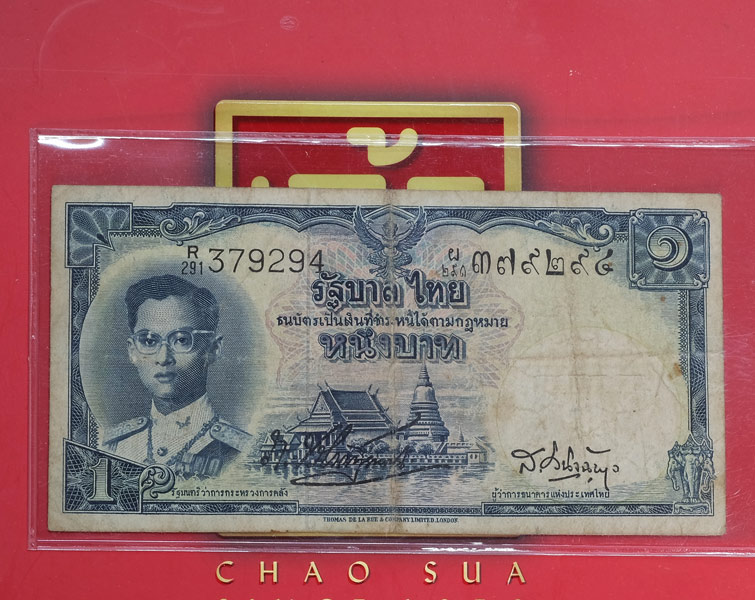 R
291 379294
ผ
๒๙๑ ๓๗๙๒๙๔
๑
รัฐบาลไทย
ธนบัตรเป็นเงินที่ชำระหนี้ได้ตามกฎหมาย
หนึ่งบาท
1
รัฐมนตรีว่าการกระทรวงการคลัง
ผู้ว่าการธนาคารแห่งประเทศไทย
THOMAS DE LA RUE & COMPANY, LIMITED, LONDON
CHAO SUA